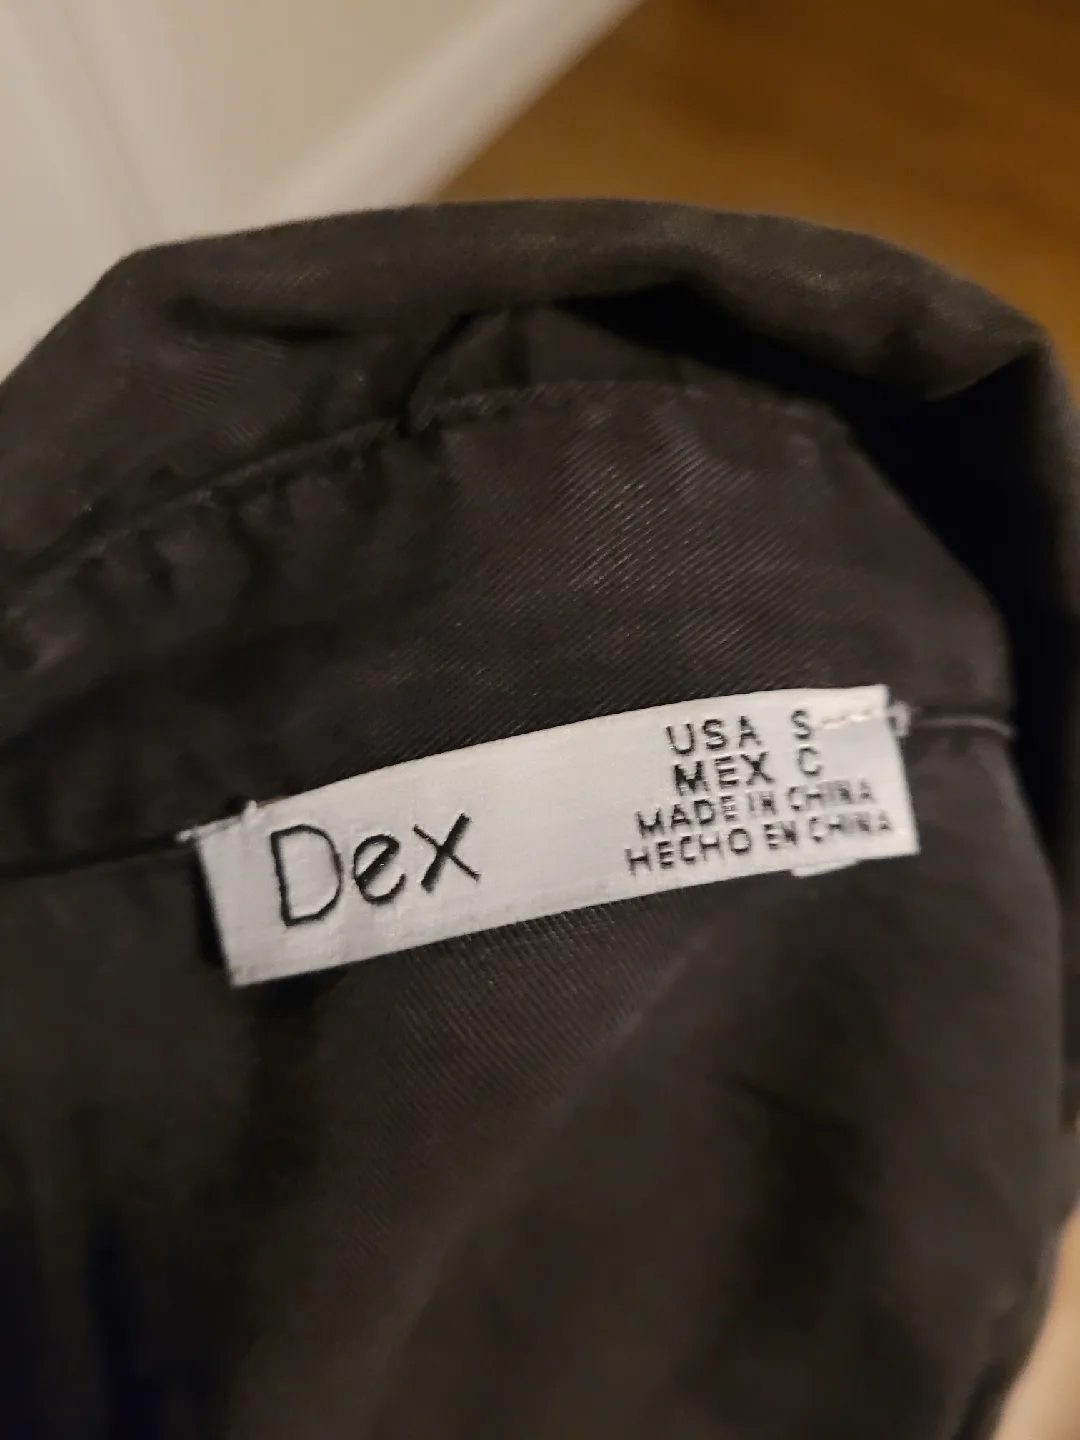 Dex
USA S
MEX C
MADE IN CHINA
HECHO EN CHINA